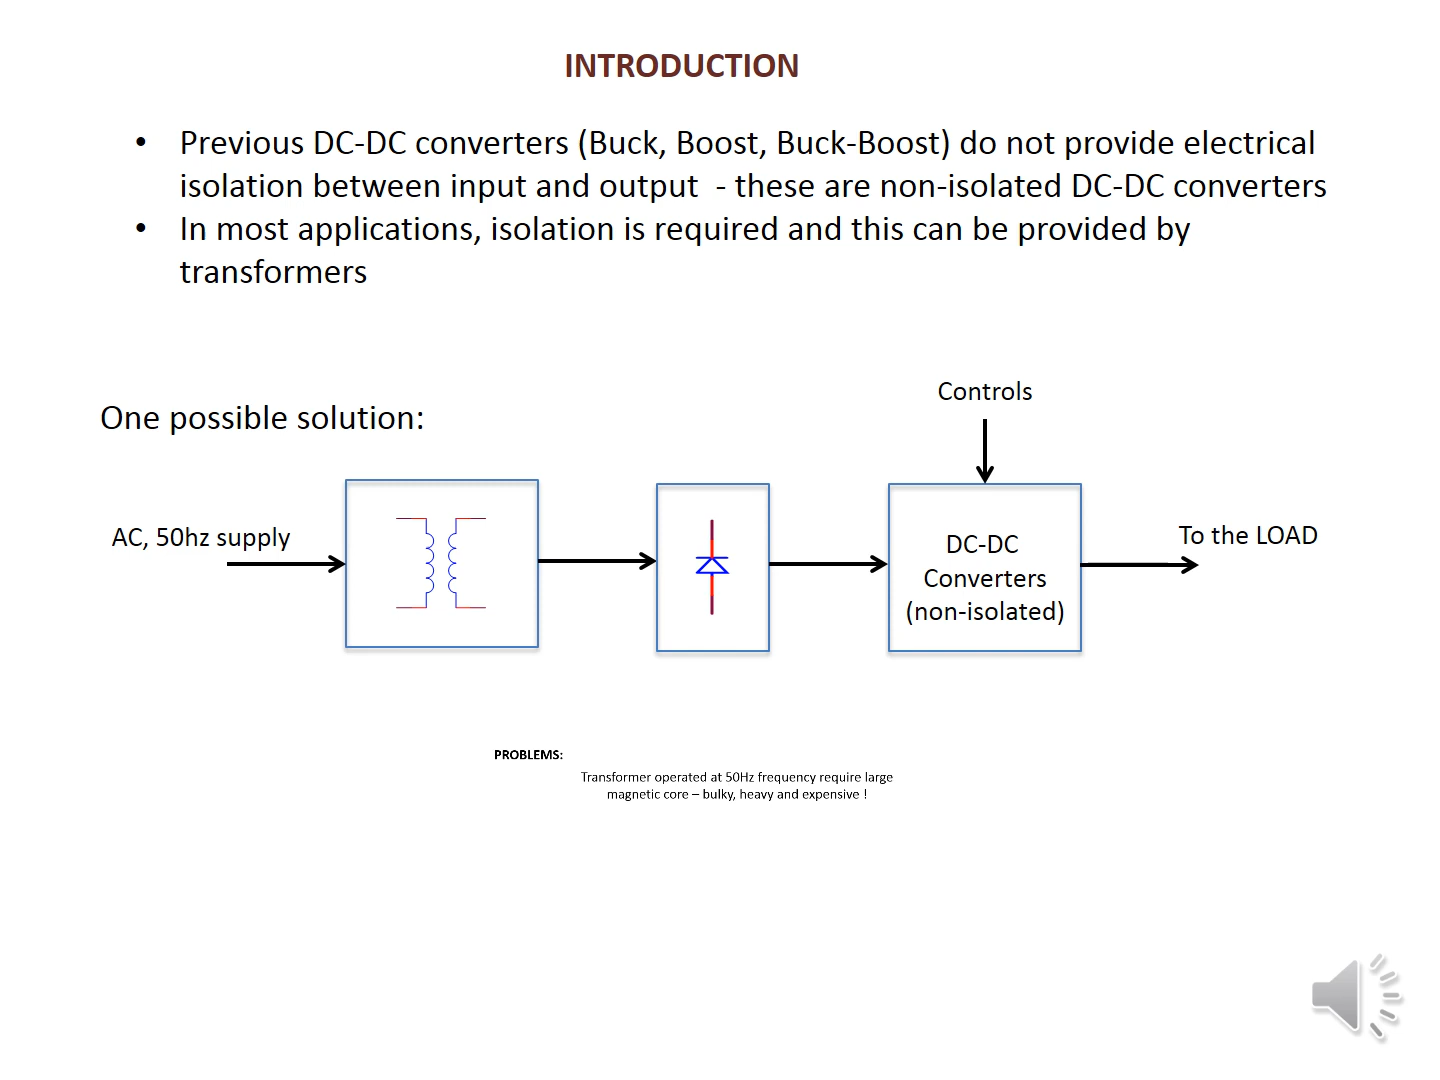 INTRODUCTION
• Previous DC-DC converters (Buck, Boost, Buck-Boost) do not provide electrical
isolation between input and output - these are non-isolated DC-DC converters
• In most applications, isolation is required and this can be provided by
transformers
One possible solution:
Controls
AC, 50hz supply
DC-DC
Converters
(non-isolated)
To the LOAD
PROBLEMS:
Transformer operated at 50Hz frequency require large
magnetic core – bulky, heavy and expensive !